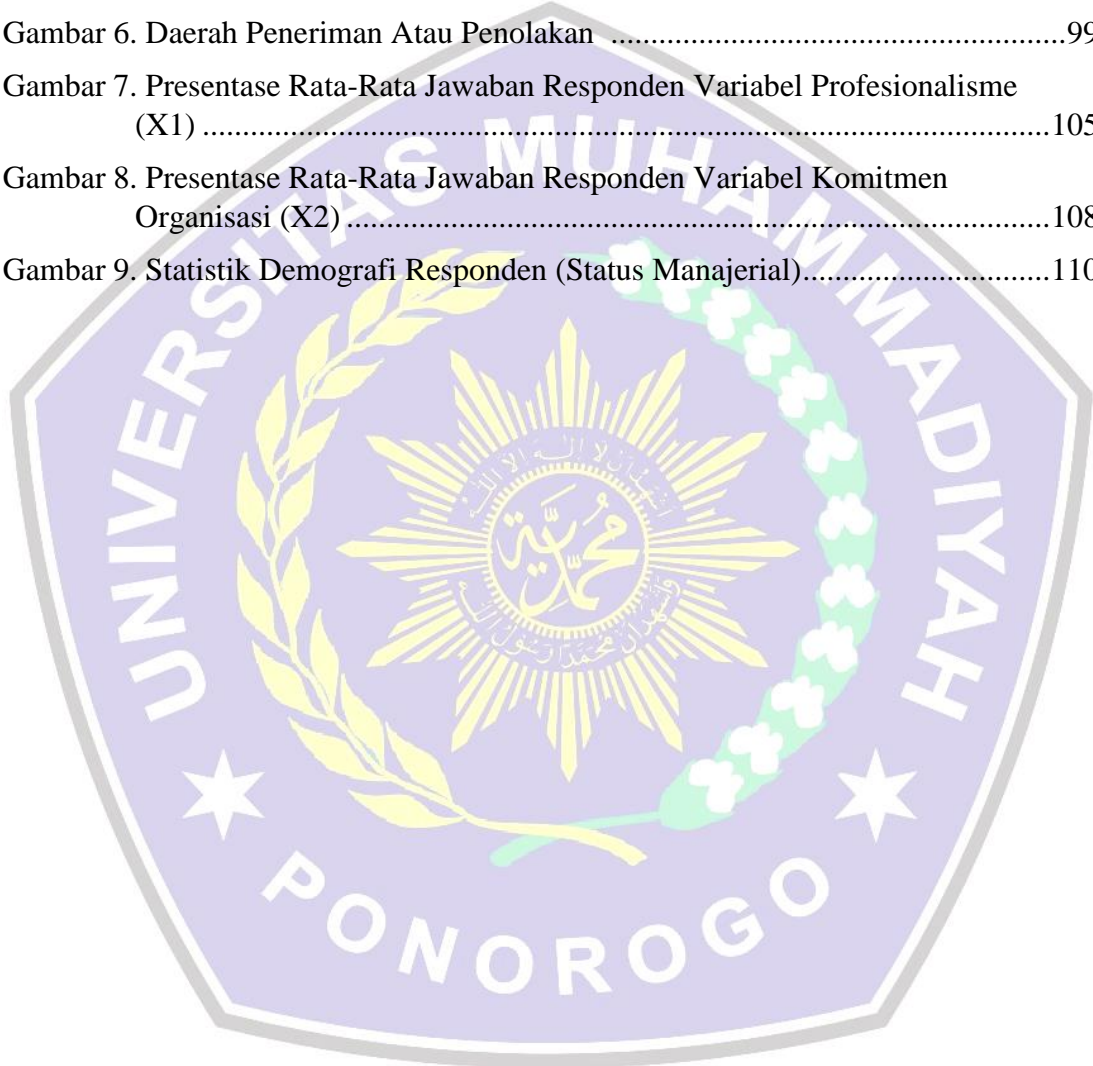 Gambar 6. Daerah Peneriman Atau Penolakan .........................................................99
Gambar 7. Presentase Rata-Rata Jawaban Responden Variabel Profesionalisme
(X1) ..........................................................................................................105
Gambar 8. Presentase Rata-Rata Jawaban Responden Variabel Komitmen
Organisasi (X2) ........................................................................................108
Gambar 9. Statistik Demografi Responden (Status Manajerial)...............................110
UNIVERSITAS MUHAMMADIYAH
محمدية
PONOROGO